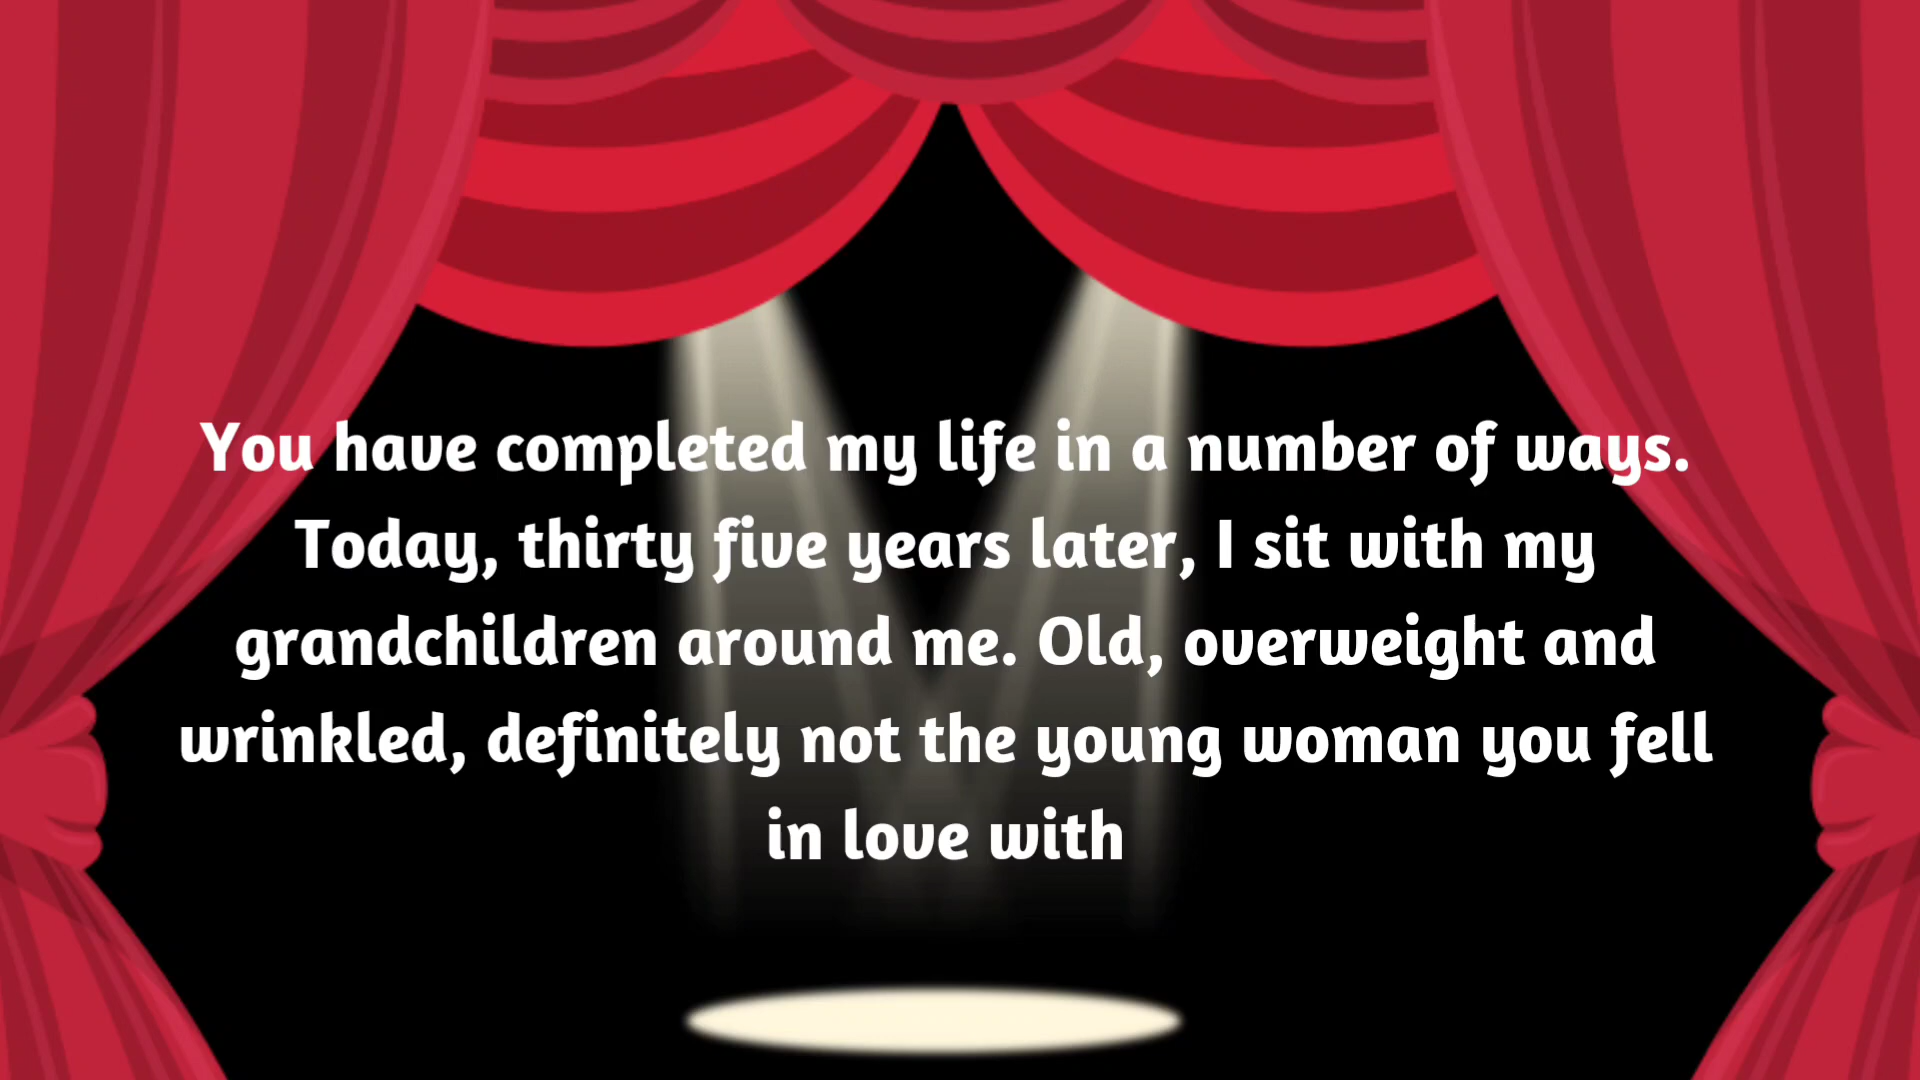 You have completed my life in a number of ways.
Today, thirty five years later, I sit with my
grandchildren around me. Old, overweight and
wrinkled, definitely not the young woman you fell
in love with